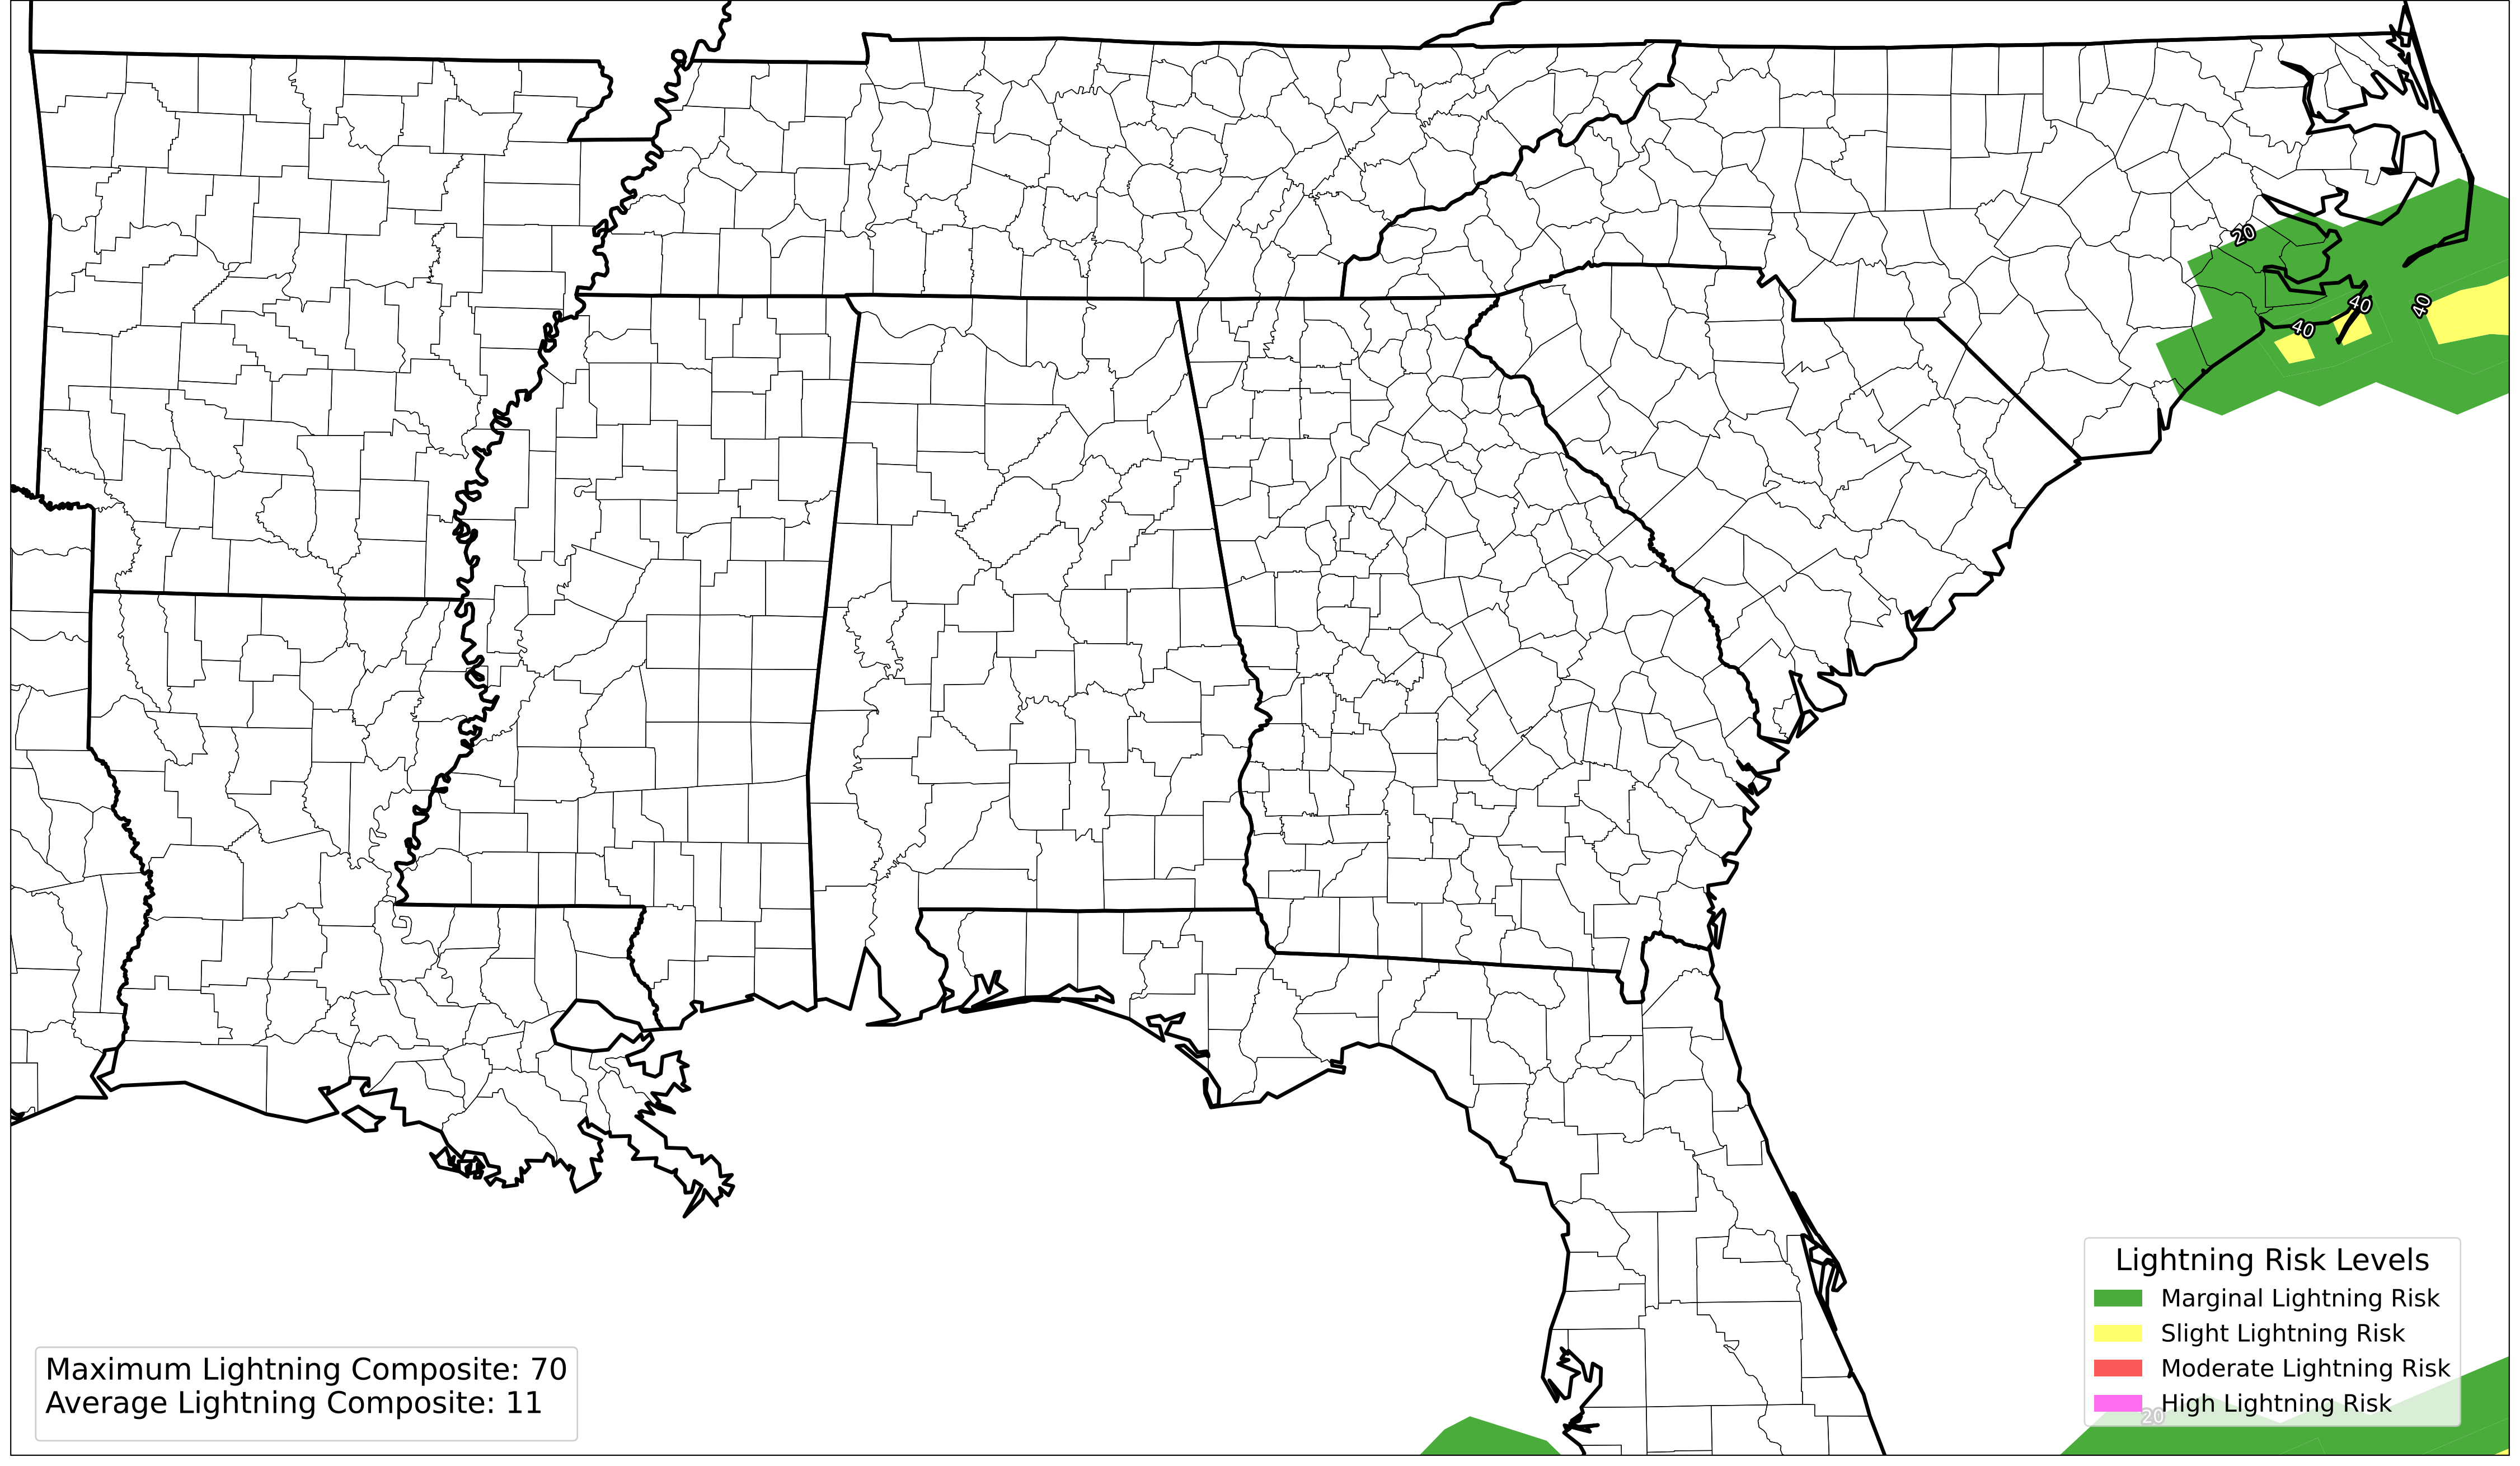 20
40
40
40
Lightning Risk Levels
Marginal Lightning Risk
Slight Lightning Risk
Moderate Lightning Risk
High Lightning Risk
20
Maximum Lightning Composite: 70
Average Lightning Composite: 11